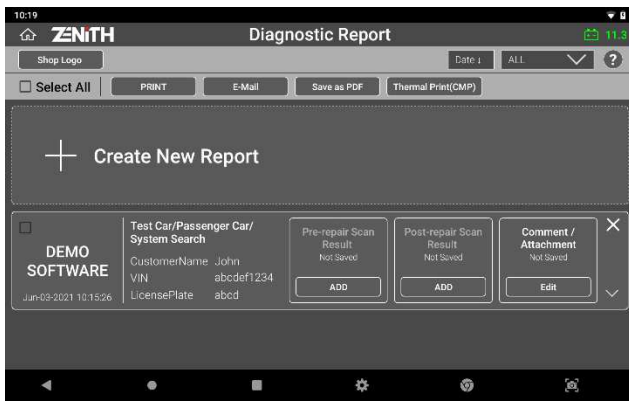 10:19
ZENITH Diagnostic Report 11.3
Shop Logo Date ↓ ALL ?
Select All PRINT E-Mail Save as PDF Thermal Print(CMP)
Create New Report
DEMO SOFTWARE
Jun-03-2021 10:15:26
Test Car/Passenger Car/
System Search
CustomerName John
VIN abcdef1234
LicensePlate abcd
Pre-repair Scan
Result
Not Saved
ADD
Post-repair Scan
Result
Not Saved
ADD
Comment /
Attachment
Not Saved
Edit